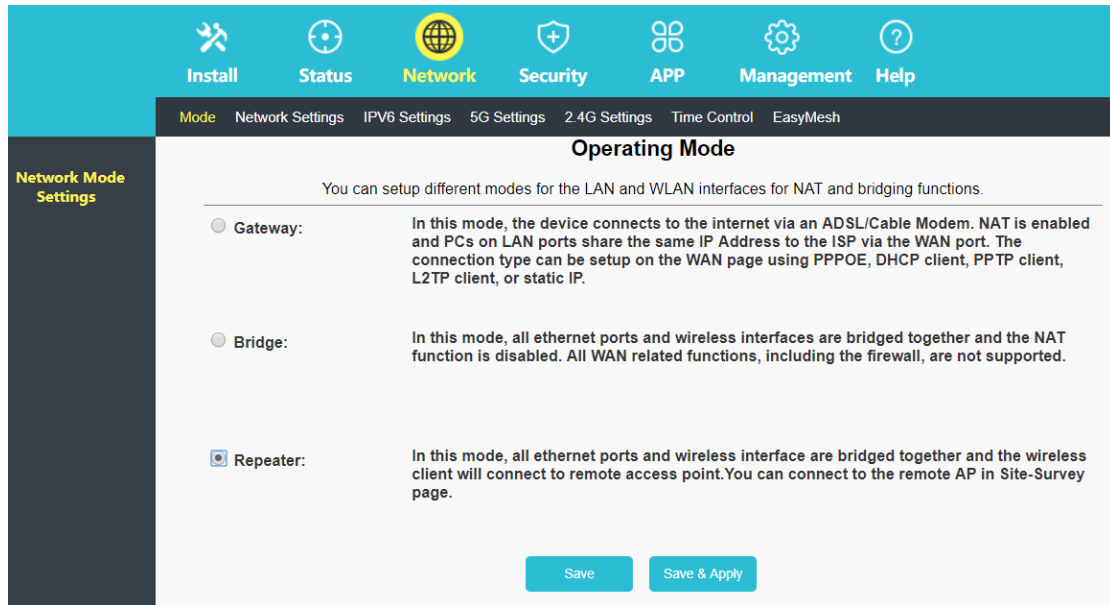 Install Status Network Security APP Management Help
Mode Network Settings IPV6 Settings 5G Settings 2.4G Settings Time Control EasyMesh
Network Mode
Settings
Operating Mode
You can setup different modes for the LAN and WLAN interfaces for NAT and bridging functions.
Gateway:
In this mode, the device connects to the internet via an ADSL/Cable Modem. NAT is enabled
and PCs on LAN ports share the same IP Address to the ISP via the WAN port. The
connection type can be setup on the WAN page using PPPOE, DHCP client, PPTP client,
L2TP client, or static IP.
Bridge:
In this mode, all ethernet ports and wireless interfaces are bridged together and the NAT
function is disabled. All WAN related functions, including the firewall, are not supported.
Repeater:
In this mode, all ethernet ports and wireless interface are bridged together and the wireless
client will connect to remote access point.You can connect to the remote AP in Site-Survey
page.
Save Save & Apply